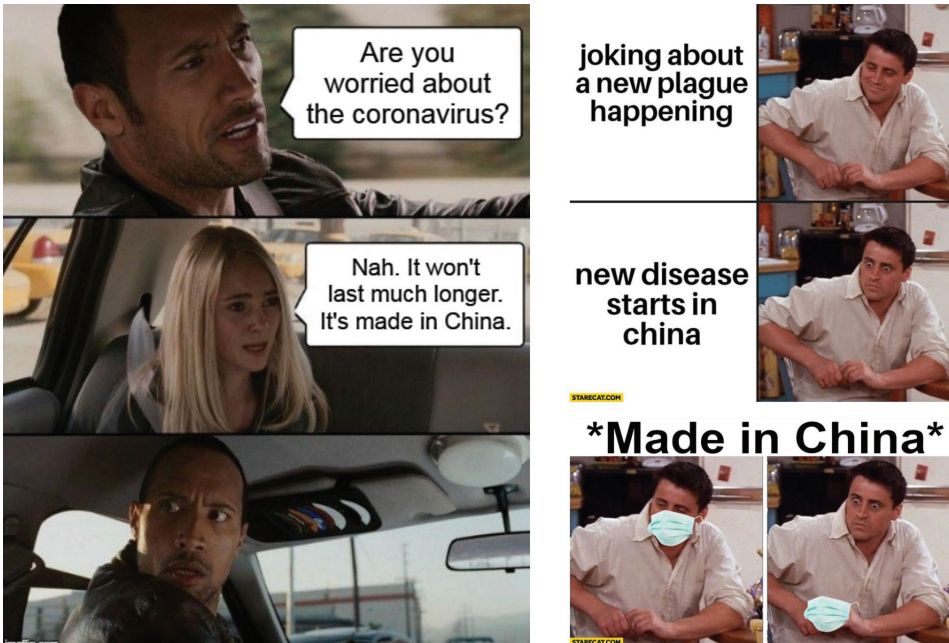 Are you
worried about
the coronavirus?
Nah. It won't
last much longer.
It's made in China.
joking about
a new plague
happening
new disease
starts in
china
STARECAT.COM
*Made in China*
STARECAT.COM